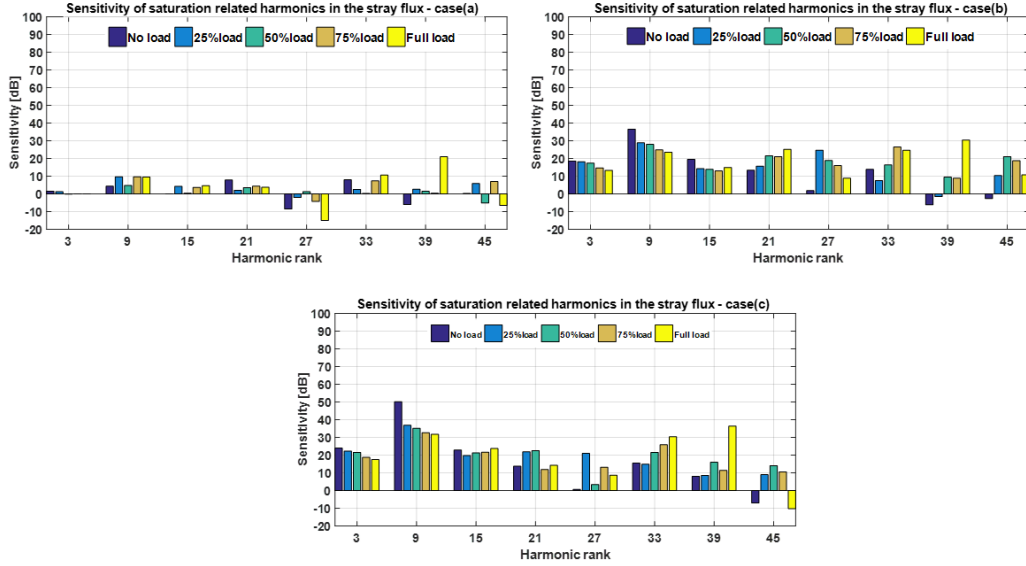 Sensitivity of saturation related harmonics in the stray flux - case(a)
No load 25%load 50%load 75%load Full load
Sensitivity [dB]
100
90
80
70
60
50
40
30
20
10
0
-10
-20
3 9 15 21 27 33 39 45
Harmonic rank
Sensitivity of saturation related harmonics in the stray flux - case(b)
No load 25%load 50%load 75%load Full load
Sensitivity [dB]
100
90
80
70
60
50
40
30
20
10
0
-10
-20
3 9 15 21 27 33 39 45
Harmonic rank
Sensitivity of saturation related harmonics in the stray flux - case(c)
No load 25%load 50%load 75%load Full load
Sensitivity [dB]
100
90
80
70
60
50
40
30
20
10
0
-10
-20
3 9 15 21 27 33 39 45
Harmonic rank